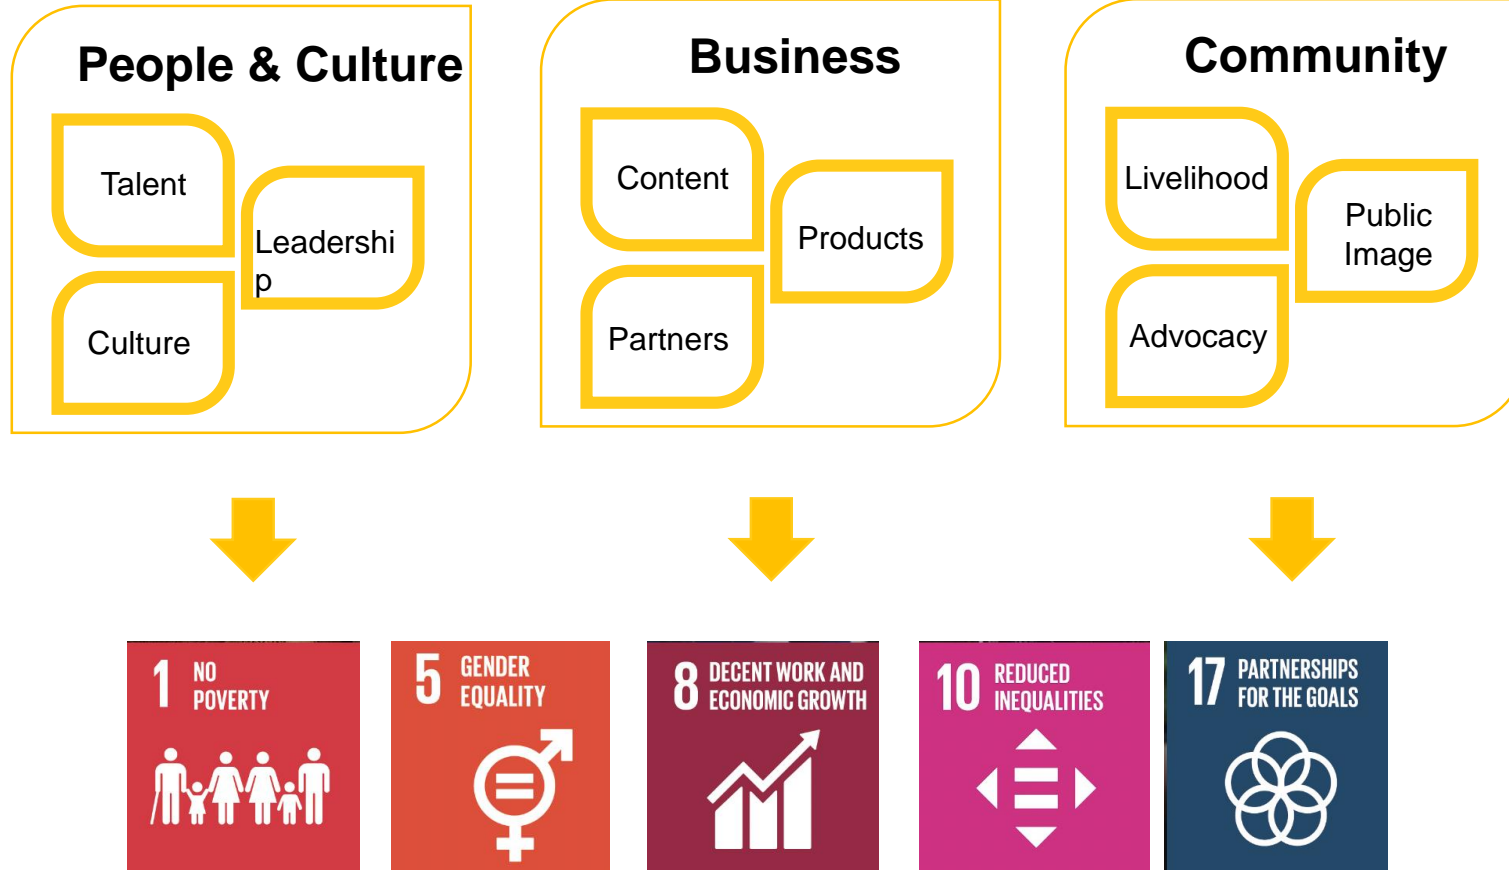 People & Culture
Talent
Leadershi
p
Culture
Business
Content
Products
Partners
Community
Livelihood
Public
Image
Advocacy
1 NO
POVERTY
5 GENDER
EQUALITY
8 DECENT WORK AND
ECONOMIC GROWTH
10 REDUCED
INEQUALITIES
17 PARTNERSHIPS
FOR THE GOALS